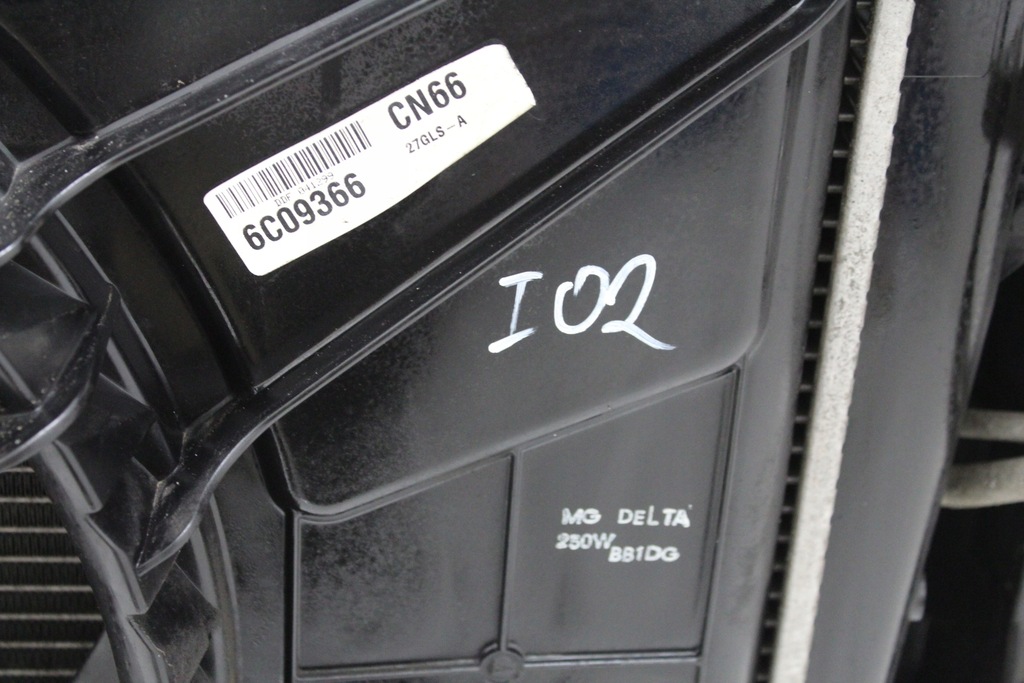 CN66
27GLS-A
6C09366
I02
MG DELTA
250W
BB1DG